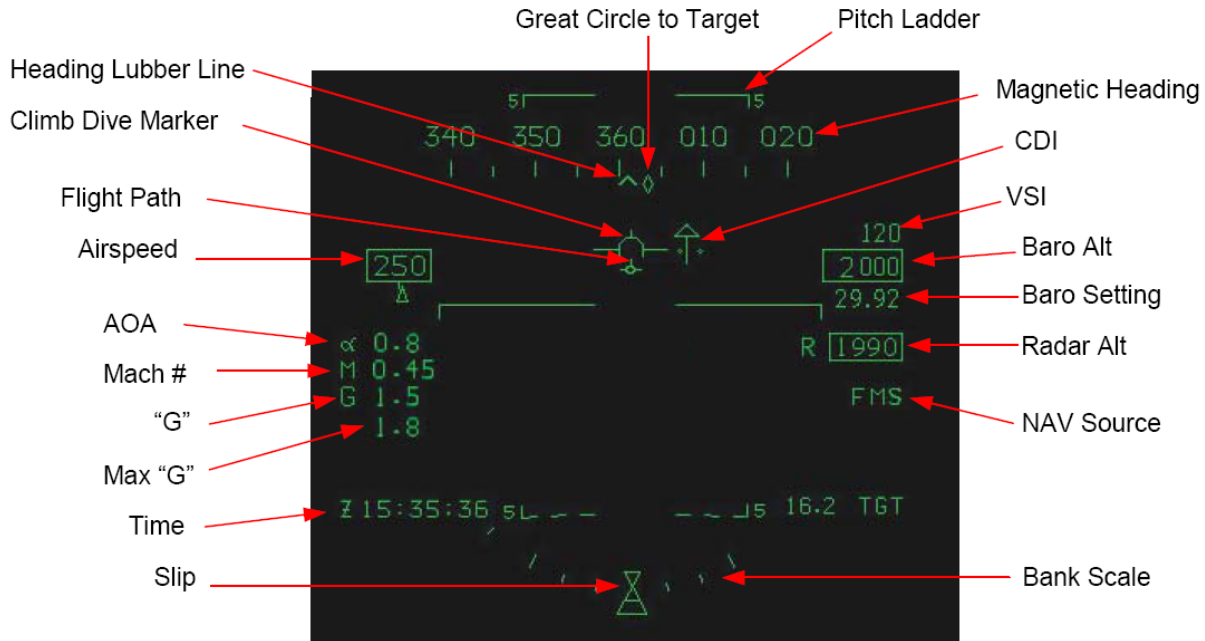 Great Circle to Target
Pitch Ladder
Heading Lubber Line
Climb Dive Marker
Flight Path
Airspeed
AOA
Mach #
“G”
Max “G”
Time
Slip
Magnetic Heading
CDI
VSI
Baro Alt
Baro Setting
Radar Alt
NAV Source
Bank Scale
5 5
340 350 360 010 020
120
250
2000
29.92
α 0.8
R 1990
M 0.45
G 1.5
FMS
1.8
Z 15:35:36
5 5
16.2 TGT